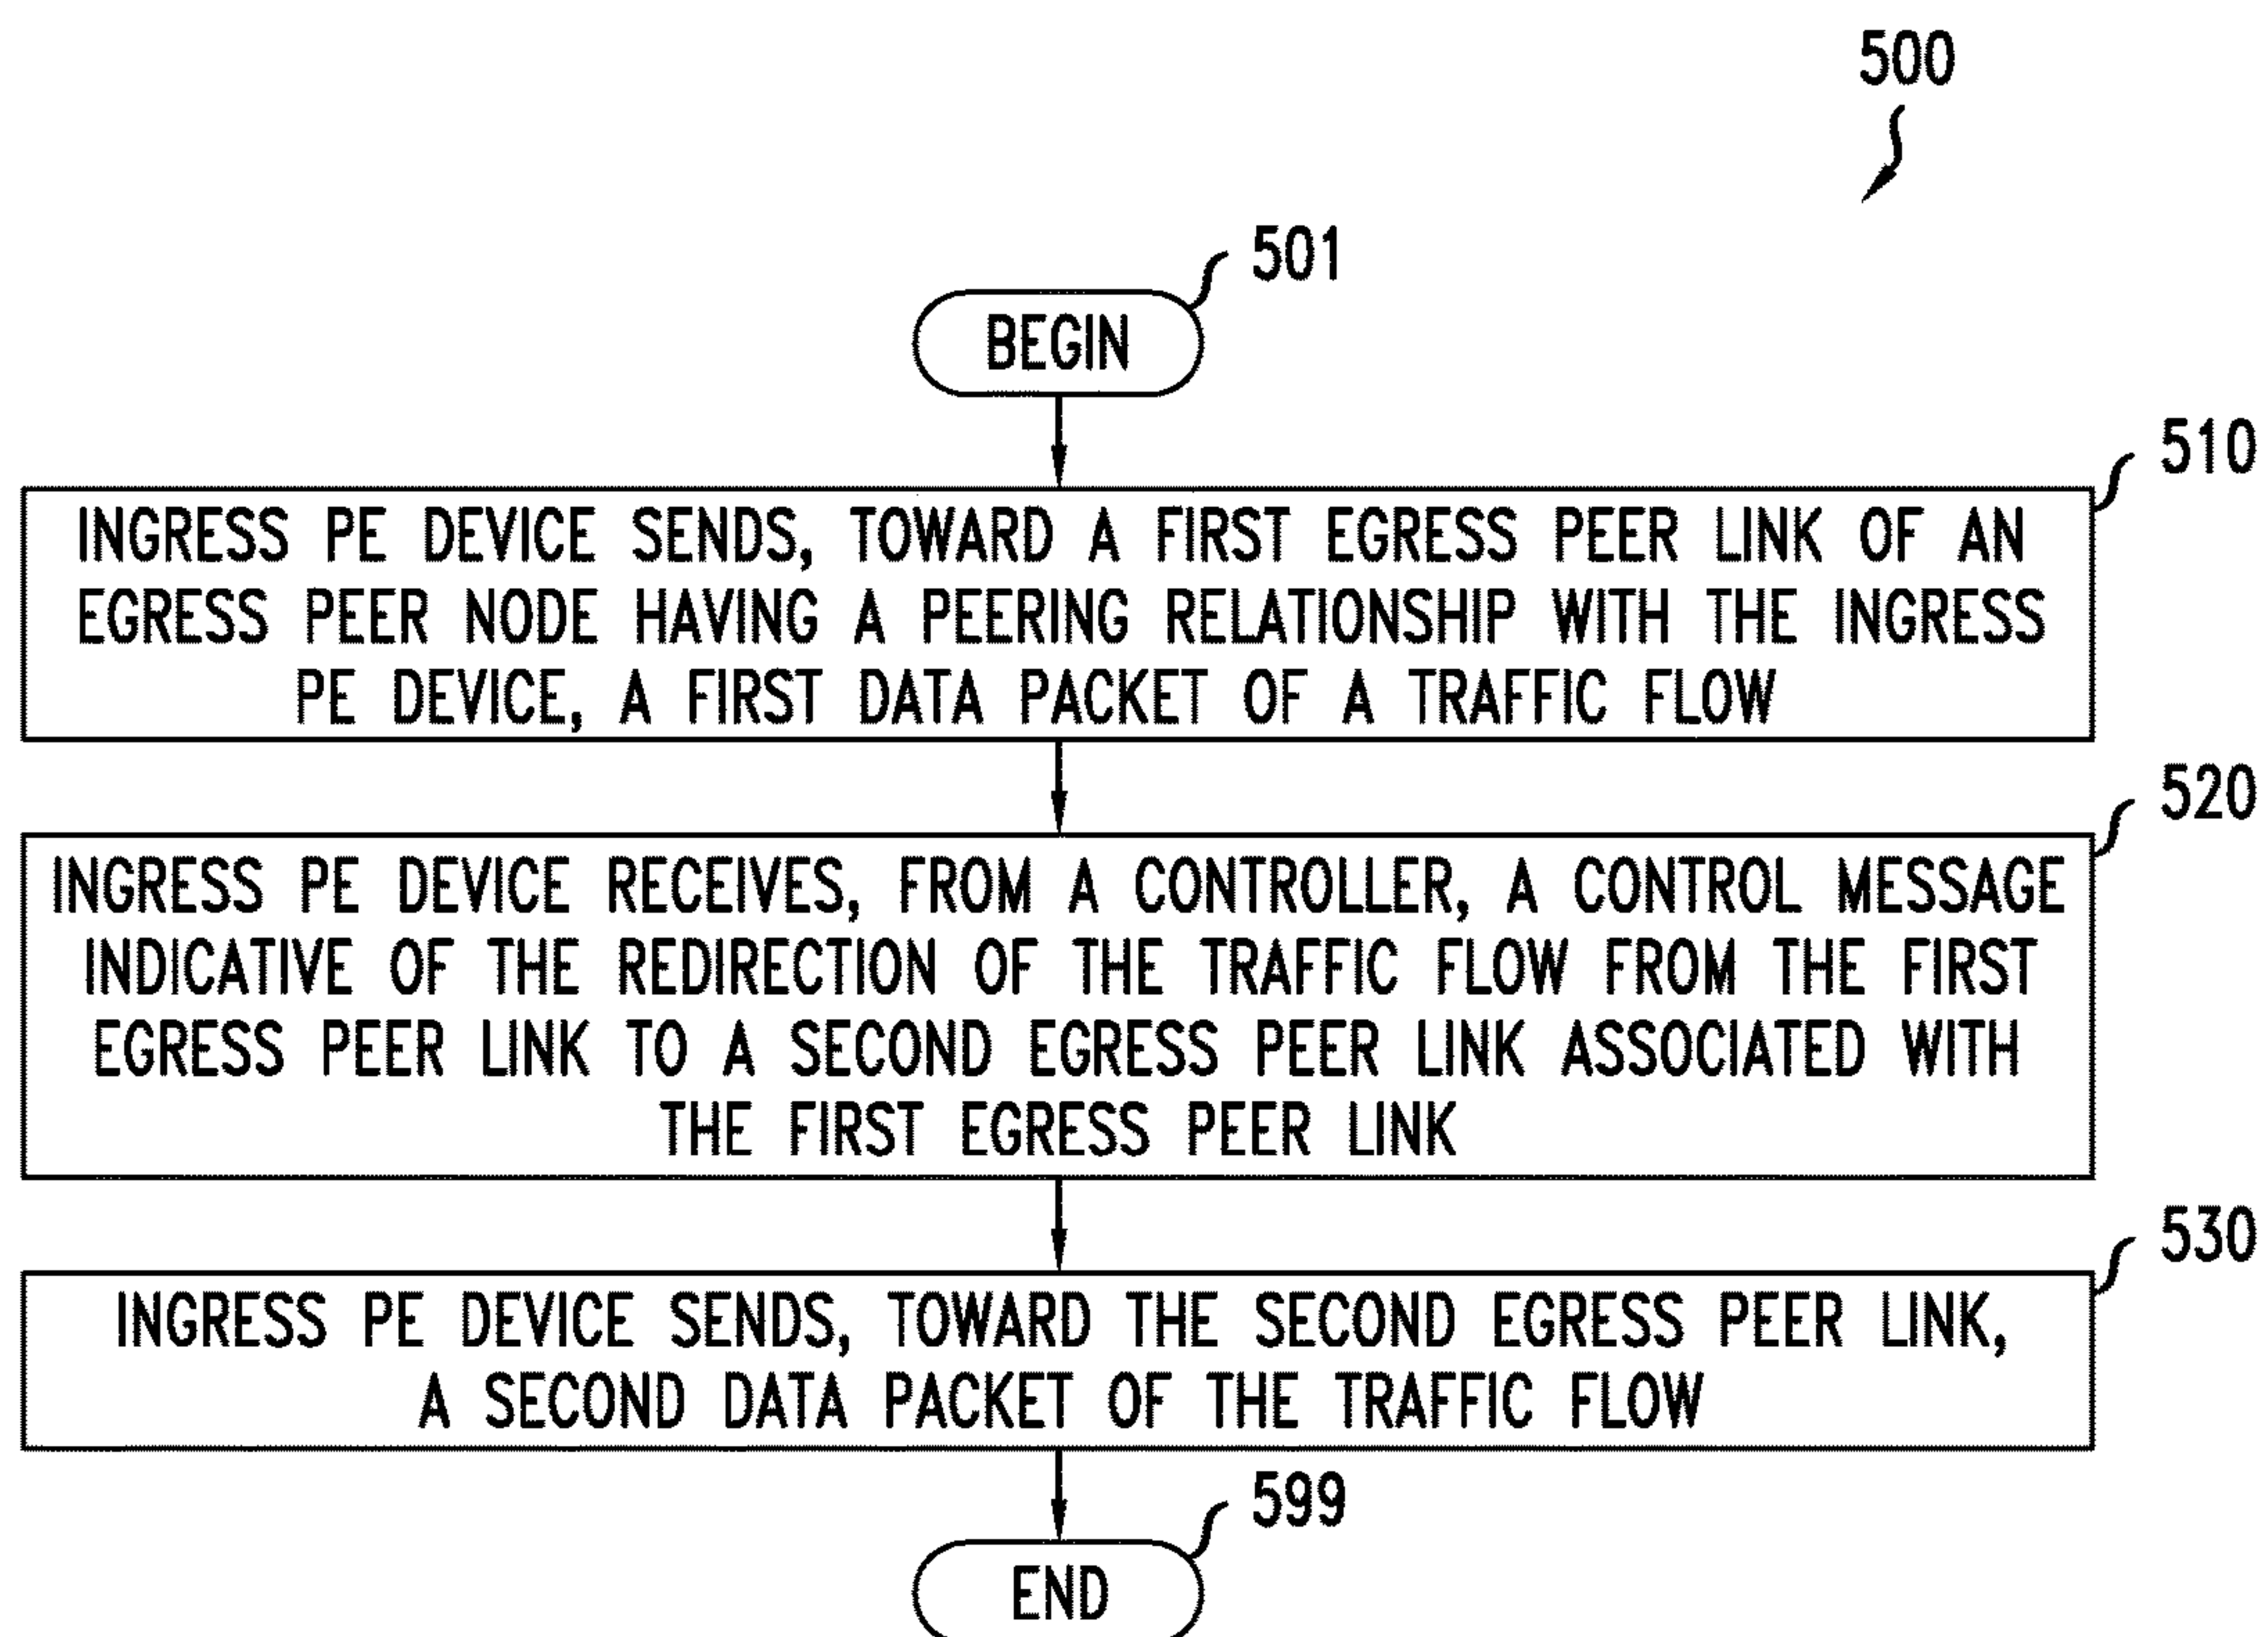 500
501
BEGIN
510
INGRESS PE DEVICE SENDS, TOWARD A FIRST EGRESS PEER LINK OF AN
EGRESS PEER NODE HAVING A PEERING RELATIONSHIP WITH THE INGRESS
PE DEVICE, A FIRST DATA PACKET OF A TRAFFIC FLOW
520
INGRESS PE DEVICE RECEIVES, FROM A CONTROLLER, A CONTROL MESSAGE
INDICATIVE OF THE REDIRECTION OF THE TRAFFIC FLOW FROM THE FIRST
EGRESS PEER LINK TO A SECOND EGRESS PEER LINK ASSOCIATED WITH
THE FIRST EGRESS PEER LINK
530
INGRESS PE DEVICE SENDS, TOWARD THE SECOND EGRESS PEER LINK,
A SECOND DATA PACKET OF THE TRAFFIC FLOW
599
END